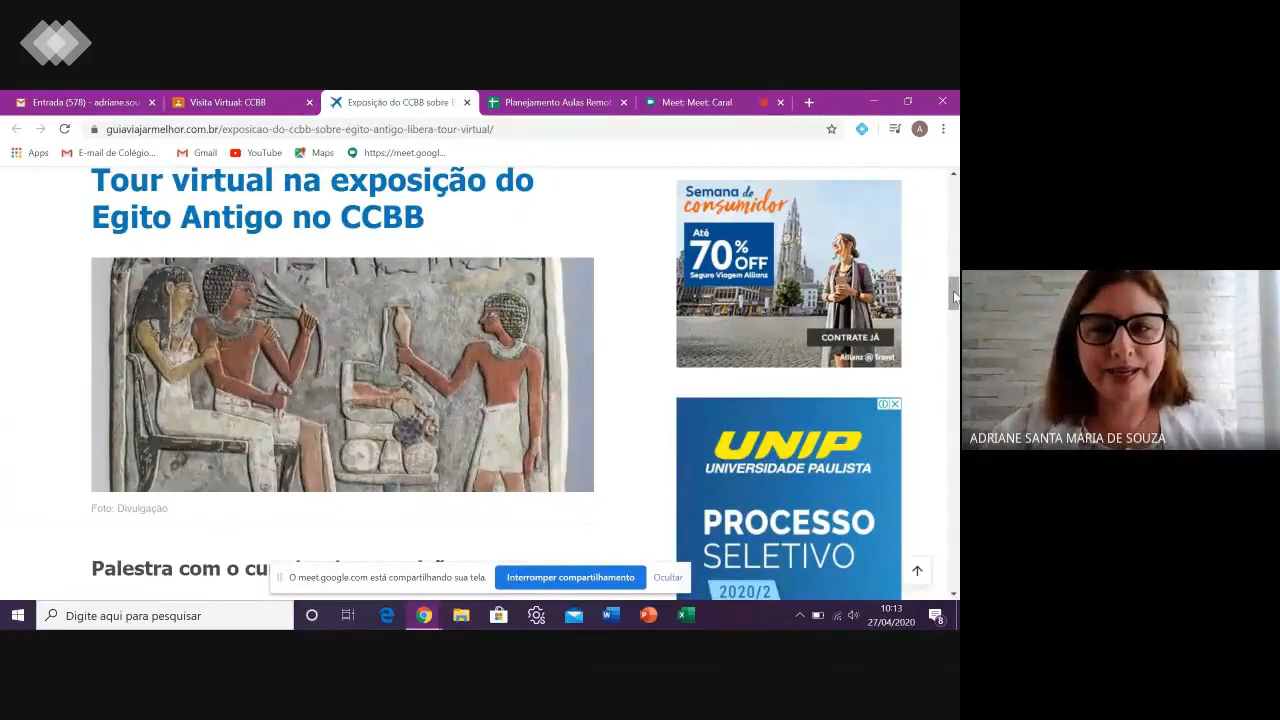 Entrada (578) - adriane.sou
Visita Virtual: CCBB
Exposição do CCBB sobre E
Planejamento Aulas Remot
Meet: Meet: Caral
guiaviajarmelhor.com.br/exposicao-do-ccbb-sobre-egito-antigo-libera-tour-virtual/
A
Apps
E-mail de Colégio...
Gmail
YouTube
Maps
https://meet.googl...
Tour virtual na exposição do
Egito Antigo no CCBB
Foto: Divulgação
Semana do
consumidor
Até
70% OFF
Seguro Viagem Allianz
CONTRATE JÁ
Allianz Travel
UNIP
UNIVERSIDADE PAULISTA
PROCESSO
SELETIVO
2020/2
Palestra com o cu
O meet.google.com está compartilhando sua tela.
Interromper compartilhamento
Ocultar
Digite aqui para pesquisar
10:13
27/04/2020
8
ADRIANE SANTA MARIA DE SOUZA